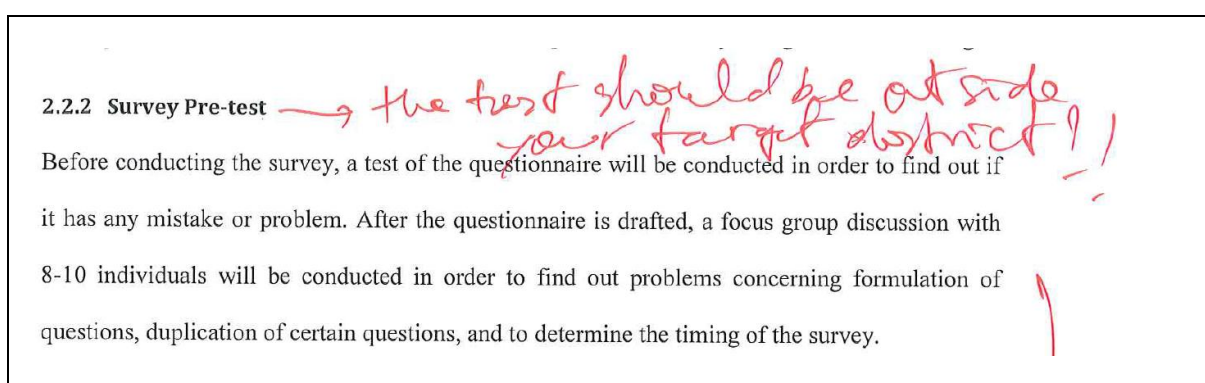 2.2.2 Survey Pre-test → the test should be outside
your target district!!
Before conducting the survey, a test of the questionnaire will be conducted in order to find out if
it has any mistake or problem. After the questionnaire is drafted, a focus group discussion with
8-10 individuals will be conducted in order to find out problems concerning formulation of
questions, duplication of certain questions, and to determine the timing of the survey.